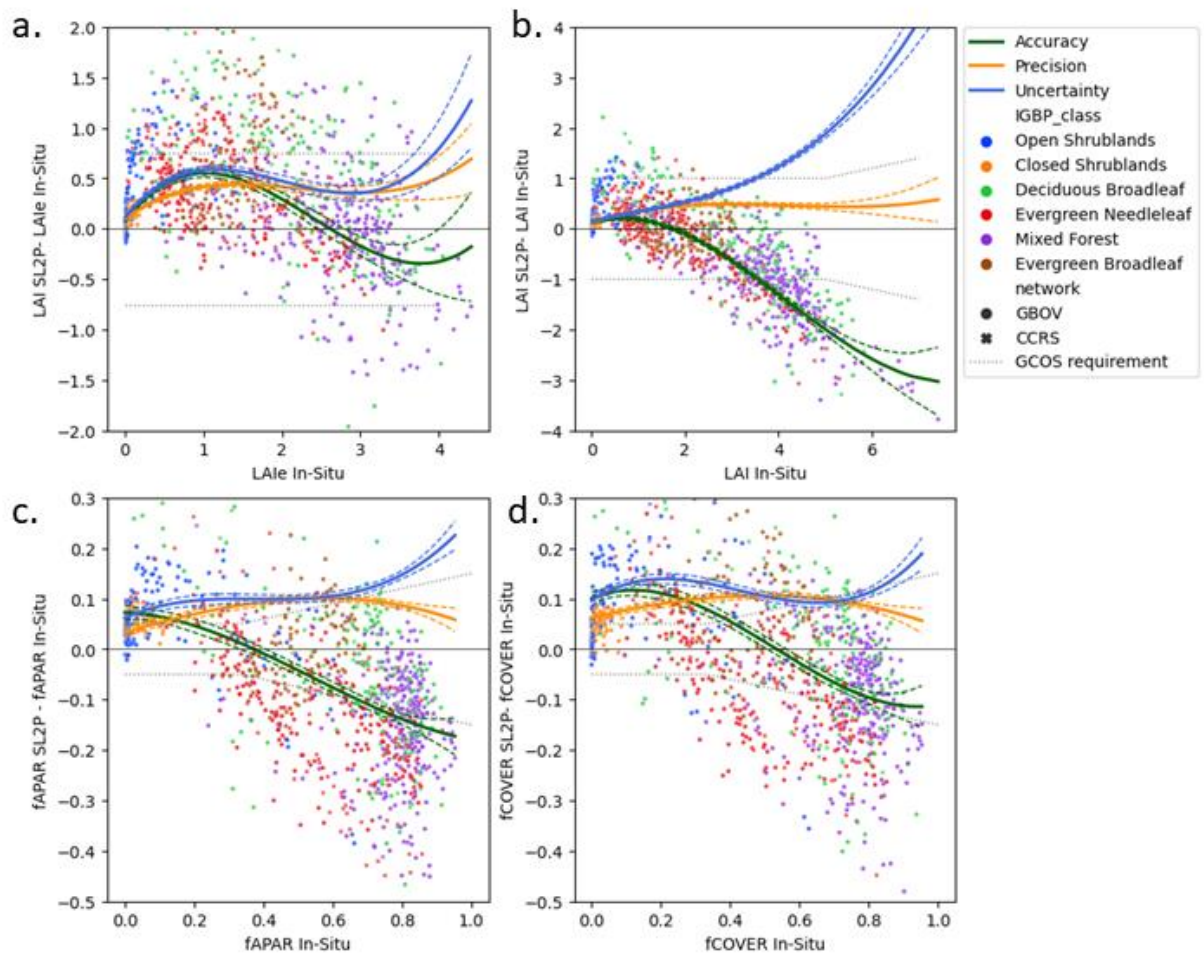 a.
2.0
1.5
1.0
0.5
0.0
−0.5
−1.0
−1.5
−2.0
LAI SL2P- LAIe In-Situ
0 1 2 3 4
LAIe In-Situ
b.
4
3
2
1
0
−1
−2
−3
−4
LAI SL2P- LAI In-Situ
0 2 4 6
LAI In-Situ
Accuracy
Precision
Uncertainty
IGBP_class
Open Shrublands
Closed Shrublands
Deciduous Broadleaf
Evergreen Needleleaf
Mixed Forest
Evergreen Broadleaf
network
GBOV
CCRS
GCOS requirement
c.
0.3
0.2
0.1
0.0
−0.1
−0.2
−0.3
−0.4
−0.5
fAPAR SL2P - fAPAR In-Situ
0.0 0.2 0.4 0.6 0.8 1.0
fAPAR In-Situ
d.
0.3
0.2
0.1
0.0
−0.1
−0.2
−0.3
−0.4
−0.5
fCOVER SL2P- fCOVER In-Situ
0.0 0.2 0.4 0.6 0.8 1.0
fCOVER In-Situ